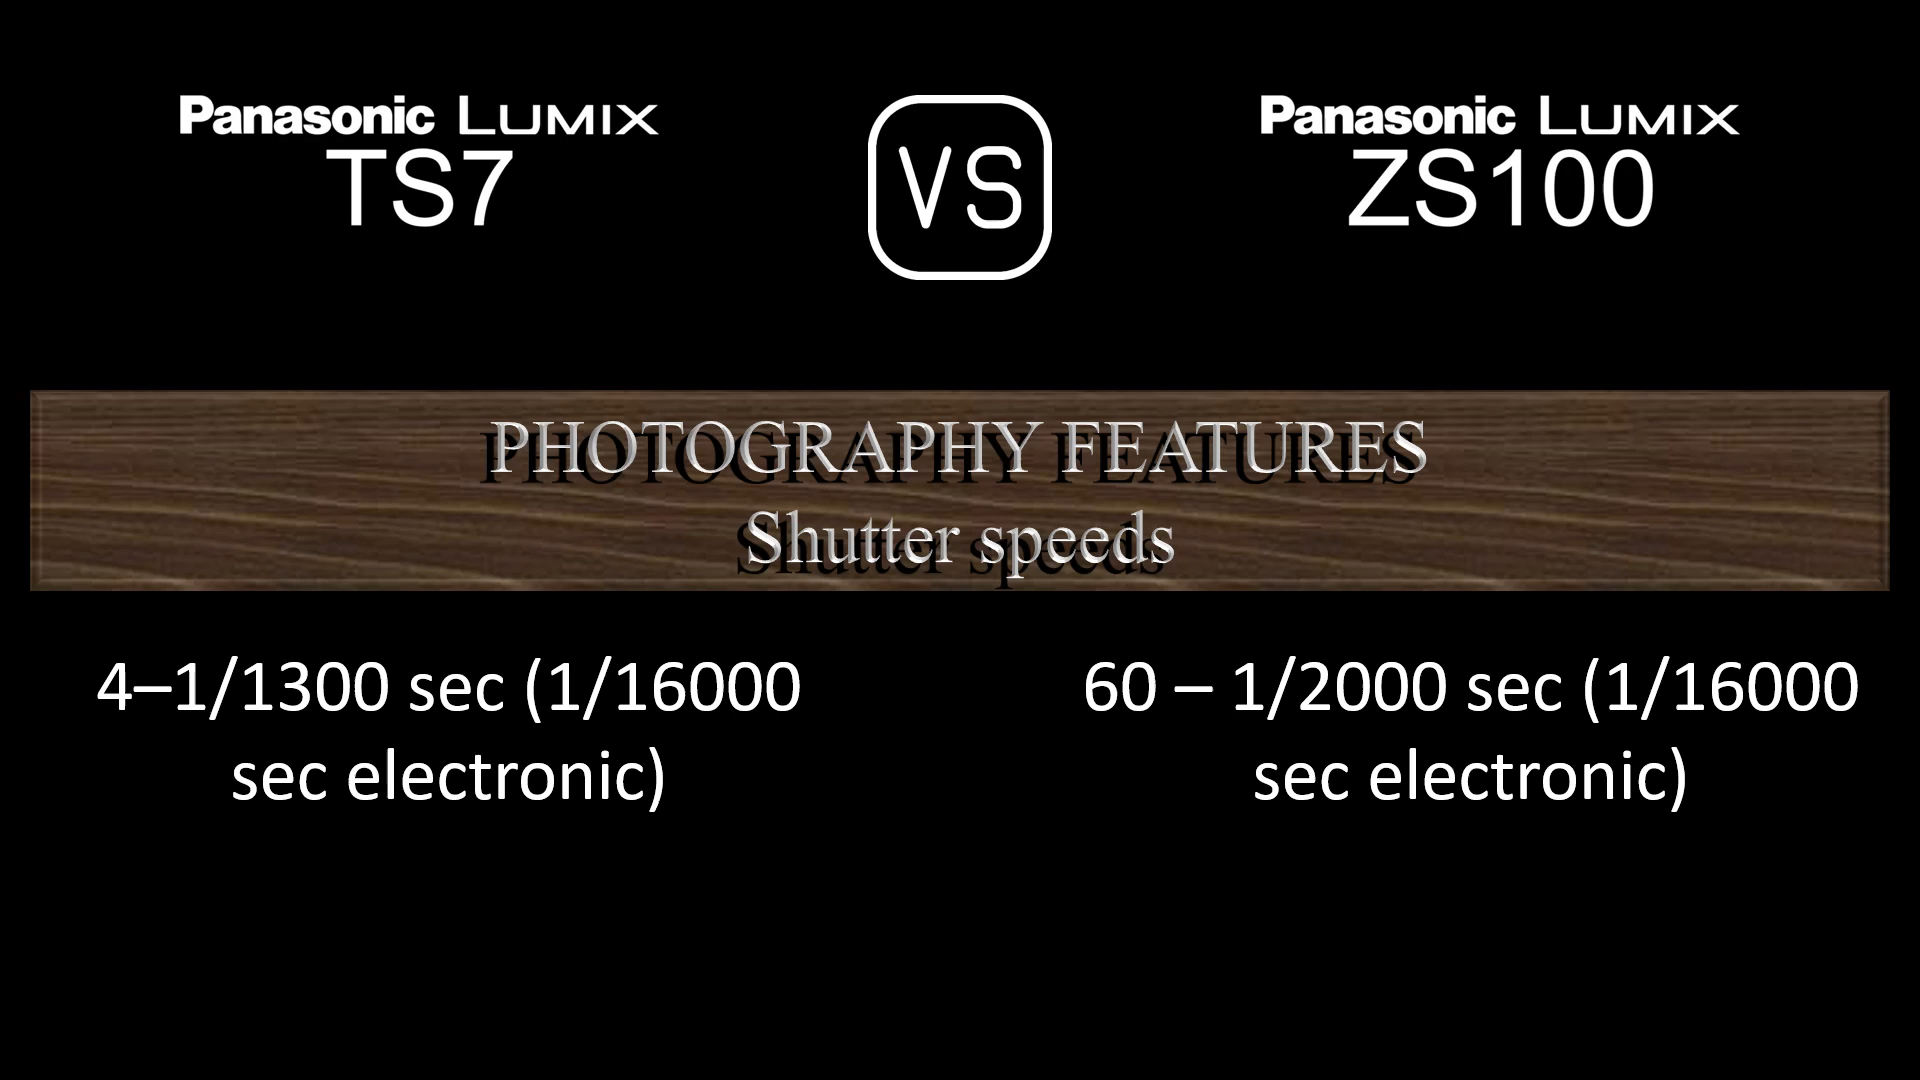 Panasonic LUMIX
TS7
VS
Panasonic LUMIX
ZS100
PHOTOGRAPHY FEATURES
Shutter speeds
4–1/1300 sec (1/16000
sec electronic)
60 – 1/2000 sec (1/16000
sec electronic)